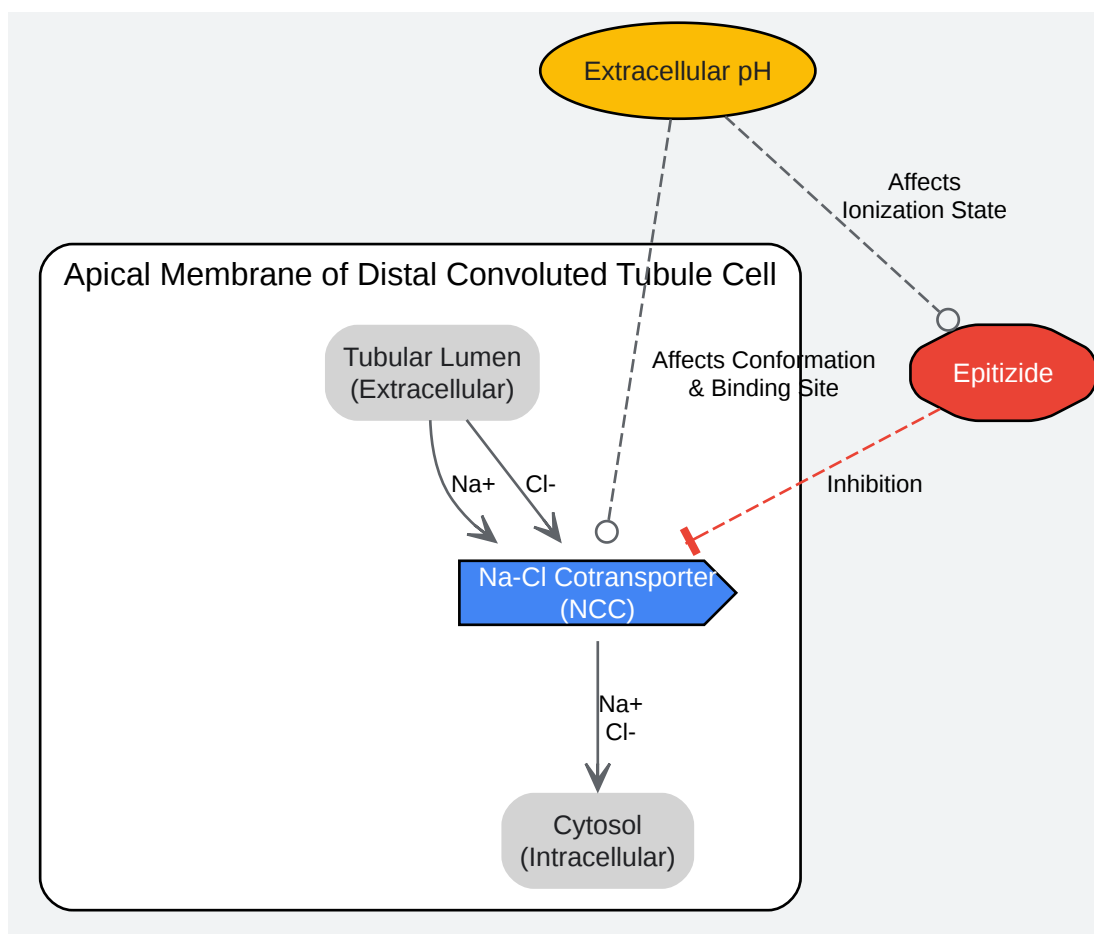 Extracellular pH
Affects
Ionization State
Apical Membrane of Distal Convoluted Tubule Cell
Tubular Lumen
(Extracellular)
Affects Conformation
& Binding Site
Epitizide
Na+
Cl-
Inhibition
Na-Cl Cotransporter
(NCC)
Na+
Cl-
Cytosol
(Intracellular)